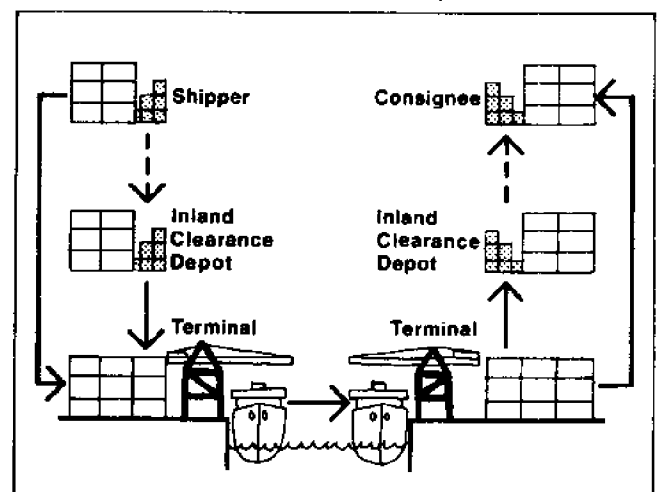 Shipper
Consignee
Inland
Clearance
Depot
Inland
Clearance
Depot
Terminal
Terminal